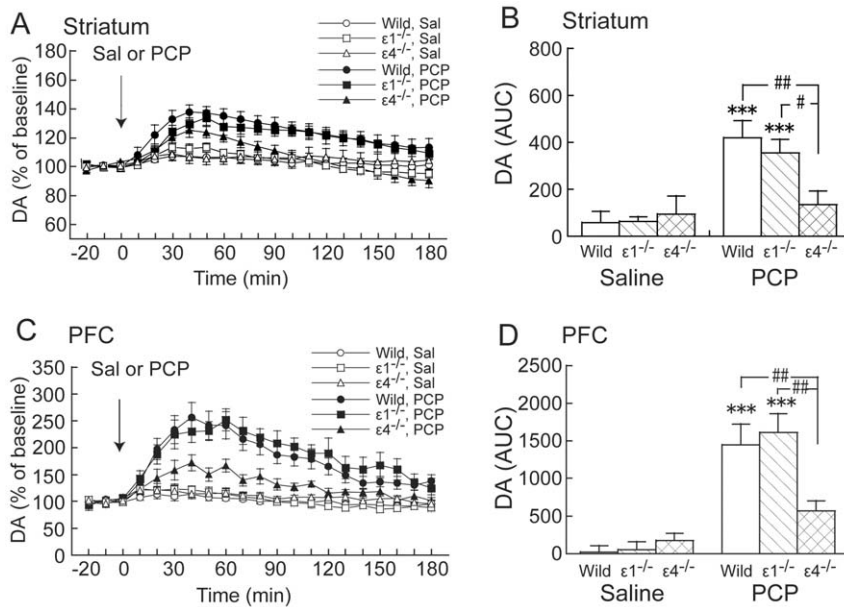 A Striatum
Sal or PCP
Wild, Sal
ε1-/-, Sal
ε4-/-, Sal
Wild, PCP
ε1-/-, PCP
ε4-/-, PCP
DA (% of baseline)
160
140
120
100
80
60
-20 0 30 60 90 120 150 180
Time (min)
B Striatum
DA (AUC)
800
600
400
200
0
##
#
***
***
Wild ε1-/- ε4-/- Wild ε1-/- ε4-/-
Saline PCP
C PFC
Sal or PCP
Wild, Sal
ε1-/-, Sal
ε4-/-, Sal
Wild, PCP
ε1-/-, PCP
ε4-/-, PCP
DA (% of baseline)
350
300
250
200
150
100
50
0
-20 0 30 60 90 120 150 180
Time (min)
D PFC
DA (AUC)
2500
2000
1500
1000
500
0
##
##
***
***
Wild ε1-/- ε4-/- Wild ε1-/- ε4-/-
Saline PCP